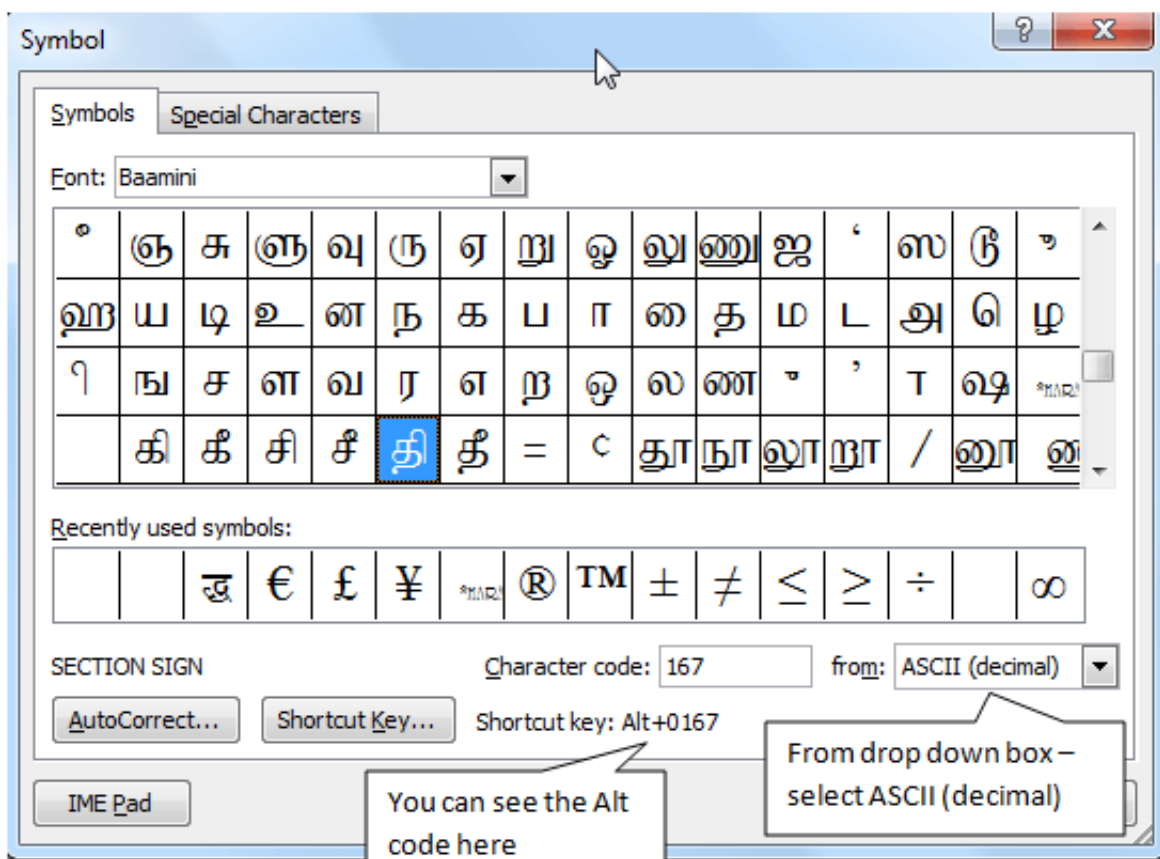 Symbol
Symbols Special Characters
Font: Baamini
ஞ சு ளு வு ரு ஏ று ஓ லு ணு ஜ ‘ ஸ டூ
ஹ ய டி உ ன ந க ப ா ை த ம ட அ ெ ழ
ங ச ள வ ர எ ற ஒ ல ண ’ ஷ
கி கீ சி சீ தி தீ = ¢ தூ நூ லூ றூ / னூ
Recently used symbols:
€ £ ¥ ® ™ ± ≠ ≤ ≥ ÷ ∞
SECTION SIGN Character code: 167 from: ASCII (decimal)
AutoCorrect... Shortcut Key... Shortcut key: Alt+0167
From drop down box –
select ASCII (decimal)
IME Pad
You can see the Alt
code here